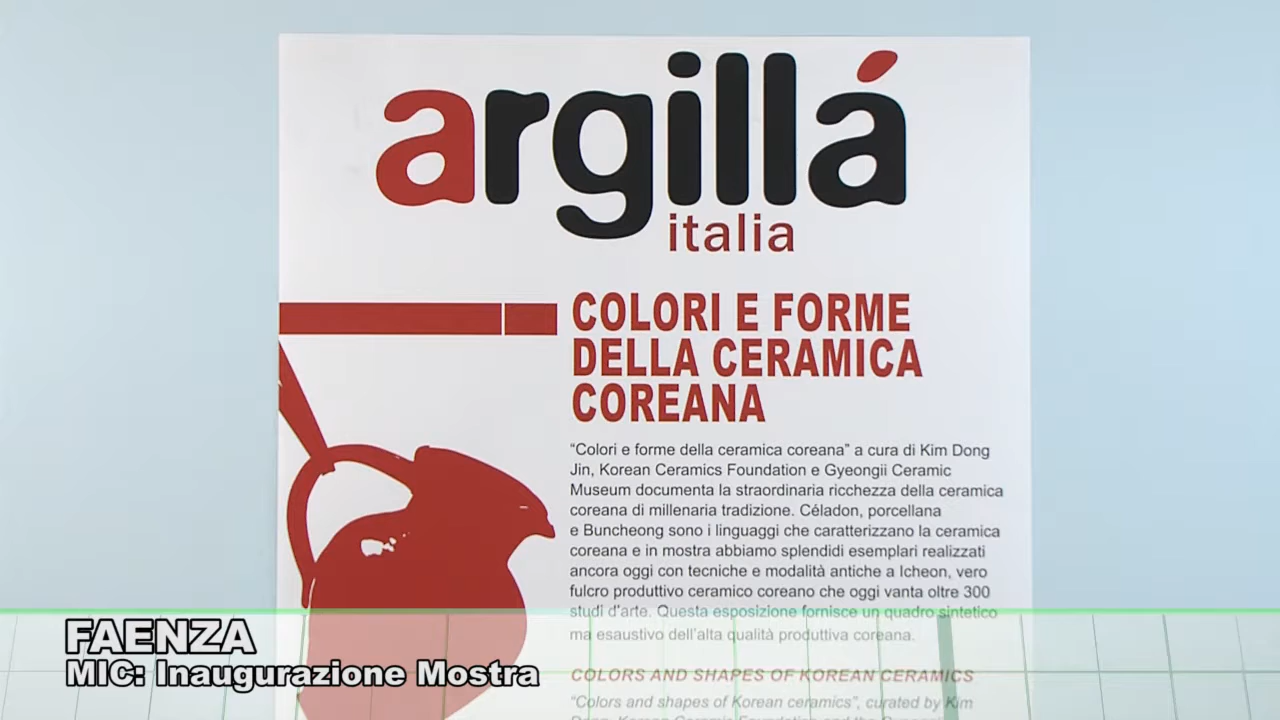 argillá
italia
COLORI E FORME
DELLA CERAMICA
COREANA
“Colori e forme della ceramica coreana” a cura di Kim Dong
Jin, Korean Ceramics Foundation e Gyeongii Ceramic
Museum documenta la straordinaria ricchezza della ceramica
coreana di millenaria tradizione. Céladon, porcellana
e Buncheong sono i linguaggi che caratterizzano la ceramica
coreana e in mostra abbiamo splendidi esemplari realizzati
ancora oggi con tecniche e modalità antiche a Icheon, vero
fulcro produttivo ceramico coreano che oggi vanta oltre 300
studi d’arte. Questa esposizione fornisce un quadro sintetico
ma esaustivo dell’alta qualità produttiva coreana.
COLORS AND SHAPES OF KOREAN CERAMICS
“Colors and shapes of Korean ceramics”, curated by Kim
FAENZA
MIC: Inaugurazione Mostra